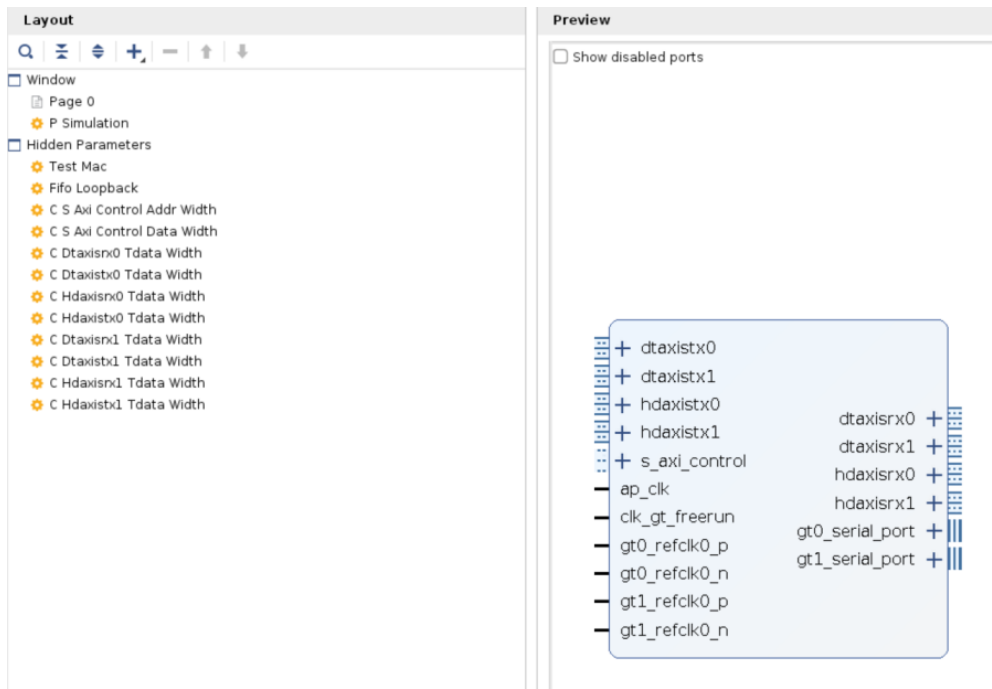 Layout
Window
Page 0
P Simulation
Hidden Parameters
Test Mac
Fifo Loopback
C S Axi Control Addr Width
C S Axi Control Data Width
C Dtaxisrx0 Tdata Width
C Dtaxistx0 Tdata Width
C Hdaxisrx0 Tdata Width
C Hdaxistx0 Tdata Width
C Dtaxisrx1 Tdata Width
C Dtaxistx1 Tdata Width
C Hdaxisrx1 Tdata Width
C Hdaxistx1 Tdata Width
Preview
Show disabled ports
dtaxistx0
dtaxistx1
hdaxistx0
hdaxistx1
s_axi_control
ap_clk
clk_gt_freerun
gt0_refclk0_p
gt0_refclk0_n
gt1_refclk0_p
gt1_refclk0_n
dtaxisrx0
dtaxisrx1
hdaxisrx0
hdaxisrx1
gt0_serial_port
gt1_serial_port